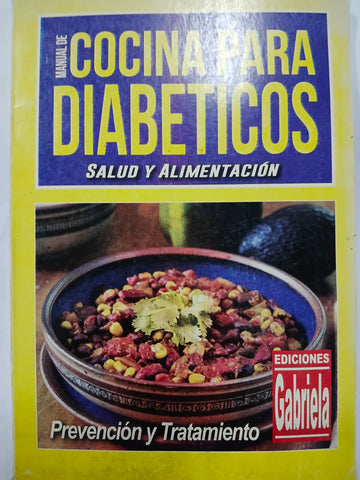 MANUAL DE
COCINA PARA
DIABETICOS
SALUD Y ALIMENTACIÓN
EDICIONES
Gabriela
Prevención y Tratamiento